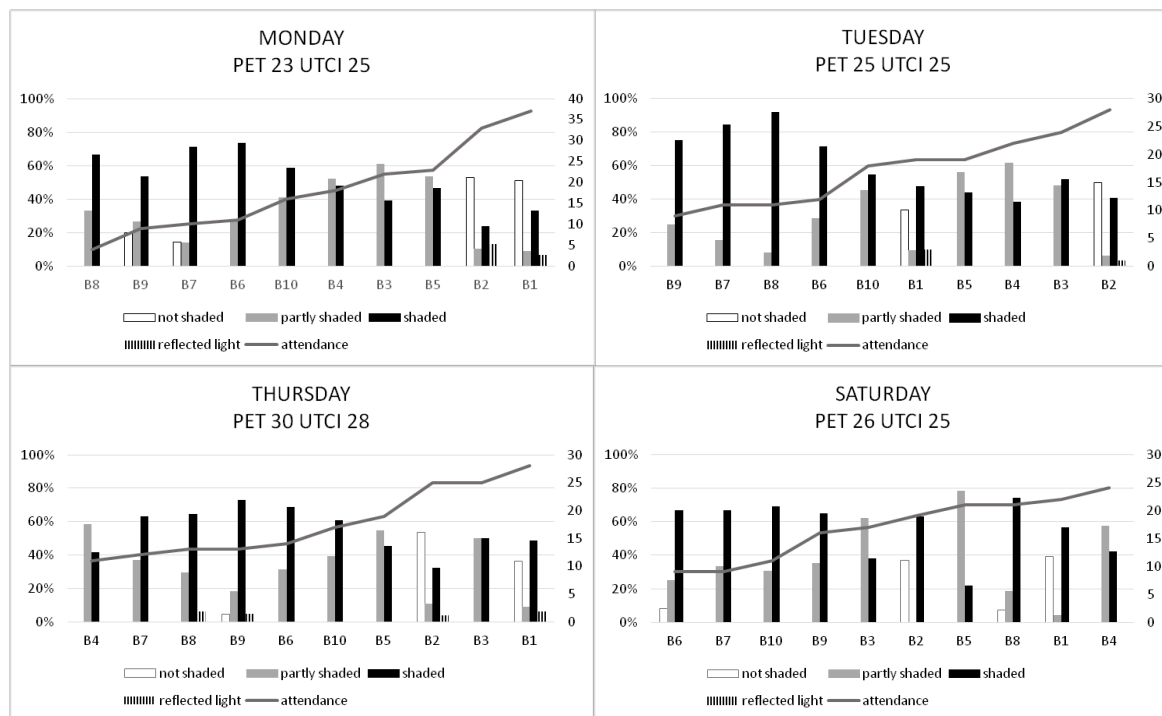 MONDAY
PET 23 UTCI 25
100% 40
35
80% 30
60% 25
20
40% 15
20% 10
5
0% 0
B8 B9 B7 B6 B10 B4 B3 B5 B2 B1
not shaded partly shaded shaded
reflected light attendance
TUESDAY
PET 25 UTCI 25
100% 30
80% 25
60% 20
15
40% 10
20% 5
0% 0
B9 B7 B8 B6 B10 B1 B5 B4 B3 B2
not shaded partly shaded shaded
reflected light attendance
THURSDAY
PET 30 UTCI 28
100% 30
80% 25
60% 20
15
40% 10
20% 5
0% 0
B4 B7 B8 B9 B6 B10 B5 B2 B3 B1
not shaded partly shaded shaded
reflected light attendance
SATURDAY
PET 26 UTCI 25
100% 30
80% 25
60% 20
15
40% 10
20% 5
0% 0
B6 B7 B10 B9 B3 B2 B5 B8 B1 B4
not shaded partly shaded shaded
reflected light attendance